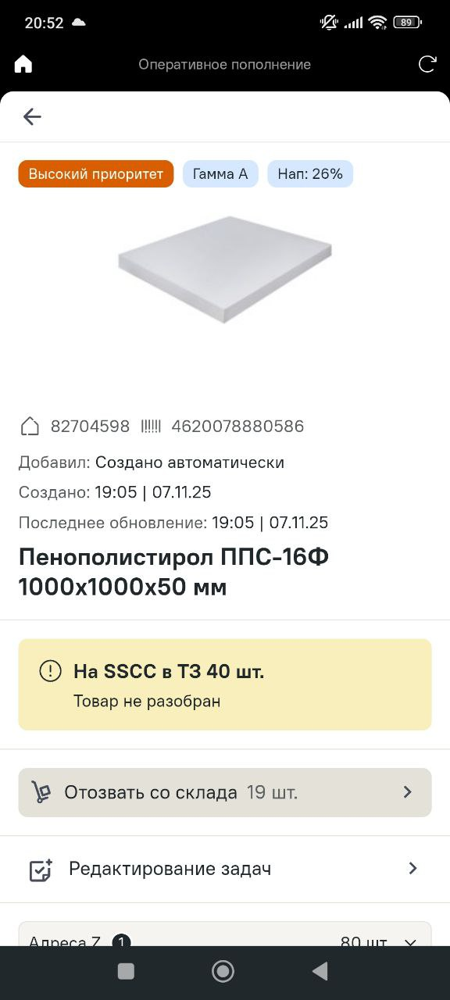 20:52
89
Оперативное пополнение
Высокий приоритет Гамма A Нап: 26%
82704598 4620078880586
Добавил: Создано автоматически
Создано: 19:05 | 07.11.25
Последнее обновление: 19:05 | 07.11.25
Пенополистирол ППС-16Ф
1000х1000х50 мм
На SSCC в ТЗ 40 шт.
Товар не разобран
Отозвать со склада 19 шт.
Редактирование задач
Адреса Z 1 80 шт.